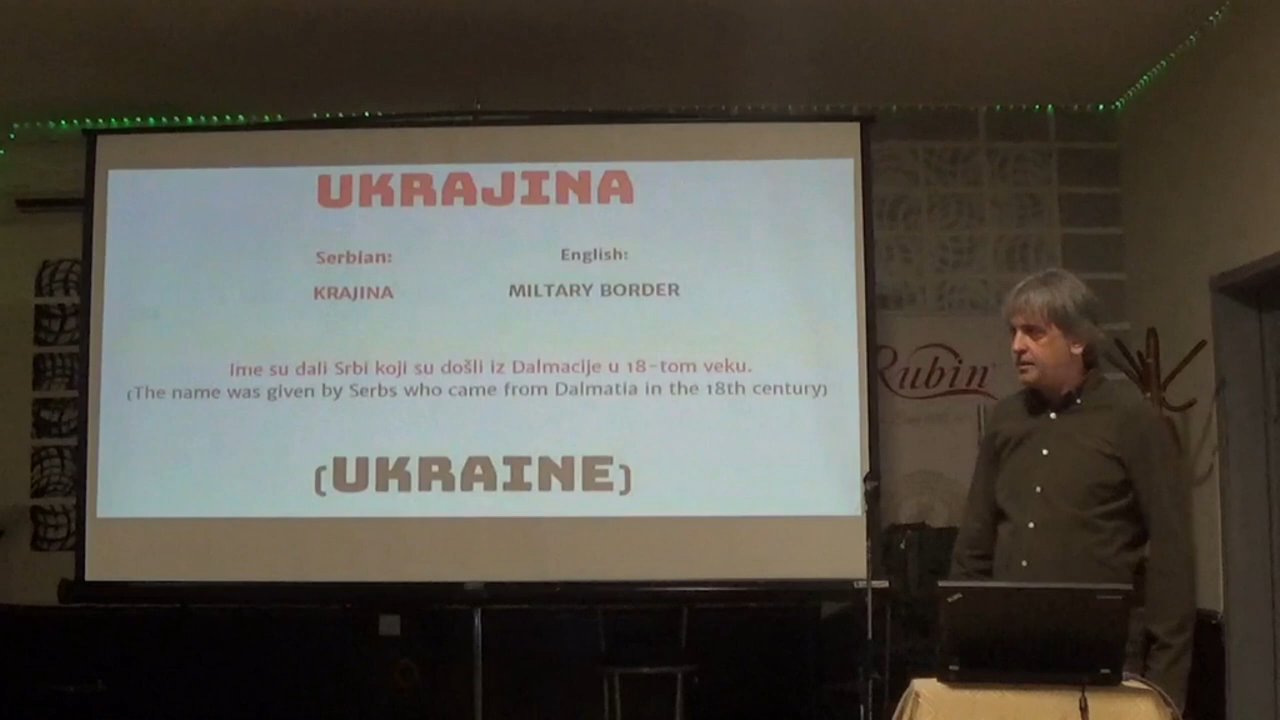 UKRAJINA
Serbian: English:
KRAJINA MILTARY BORDER
Ime su dali Srbi koji su došli iz Dalmacije u 18-tom veku.
(The name was given by Serbs who came from Dalmatia in the 18th century)
(UKRAINE)
Rubin